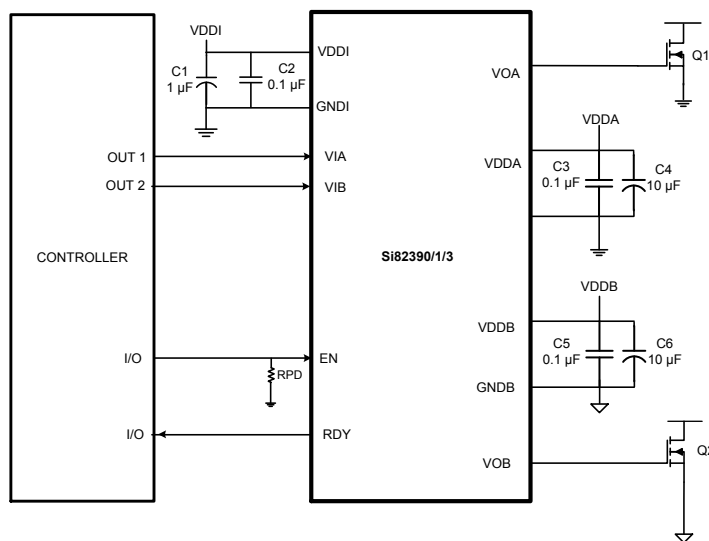 VDDI
C1
1 µF
C2
0.1 µF
VDDI
GNDI
OUT 1
VIA
OUT 2
VIB
CONTROLLER
Si82390/1/3
I/O
EN
RPD
I/O
RDY
VOA
Q1
VDDA
VDDA
C3
0.1 µF
C4
10 µF
VDDB
VDDB
C5
0.1 µF
C6
10 µF
GNDB
VOB
Q2